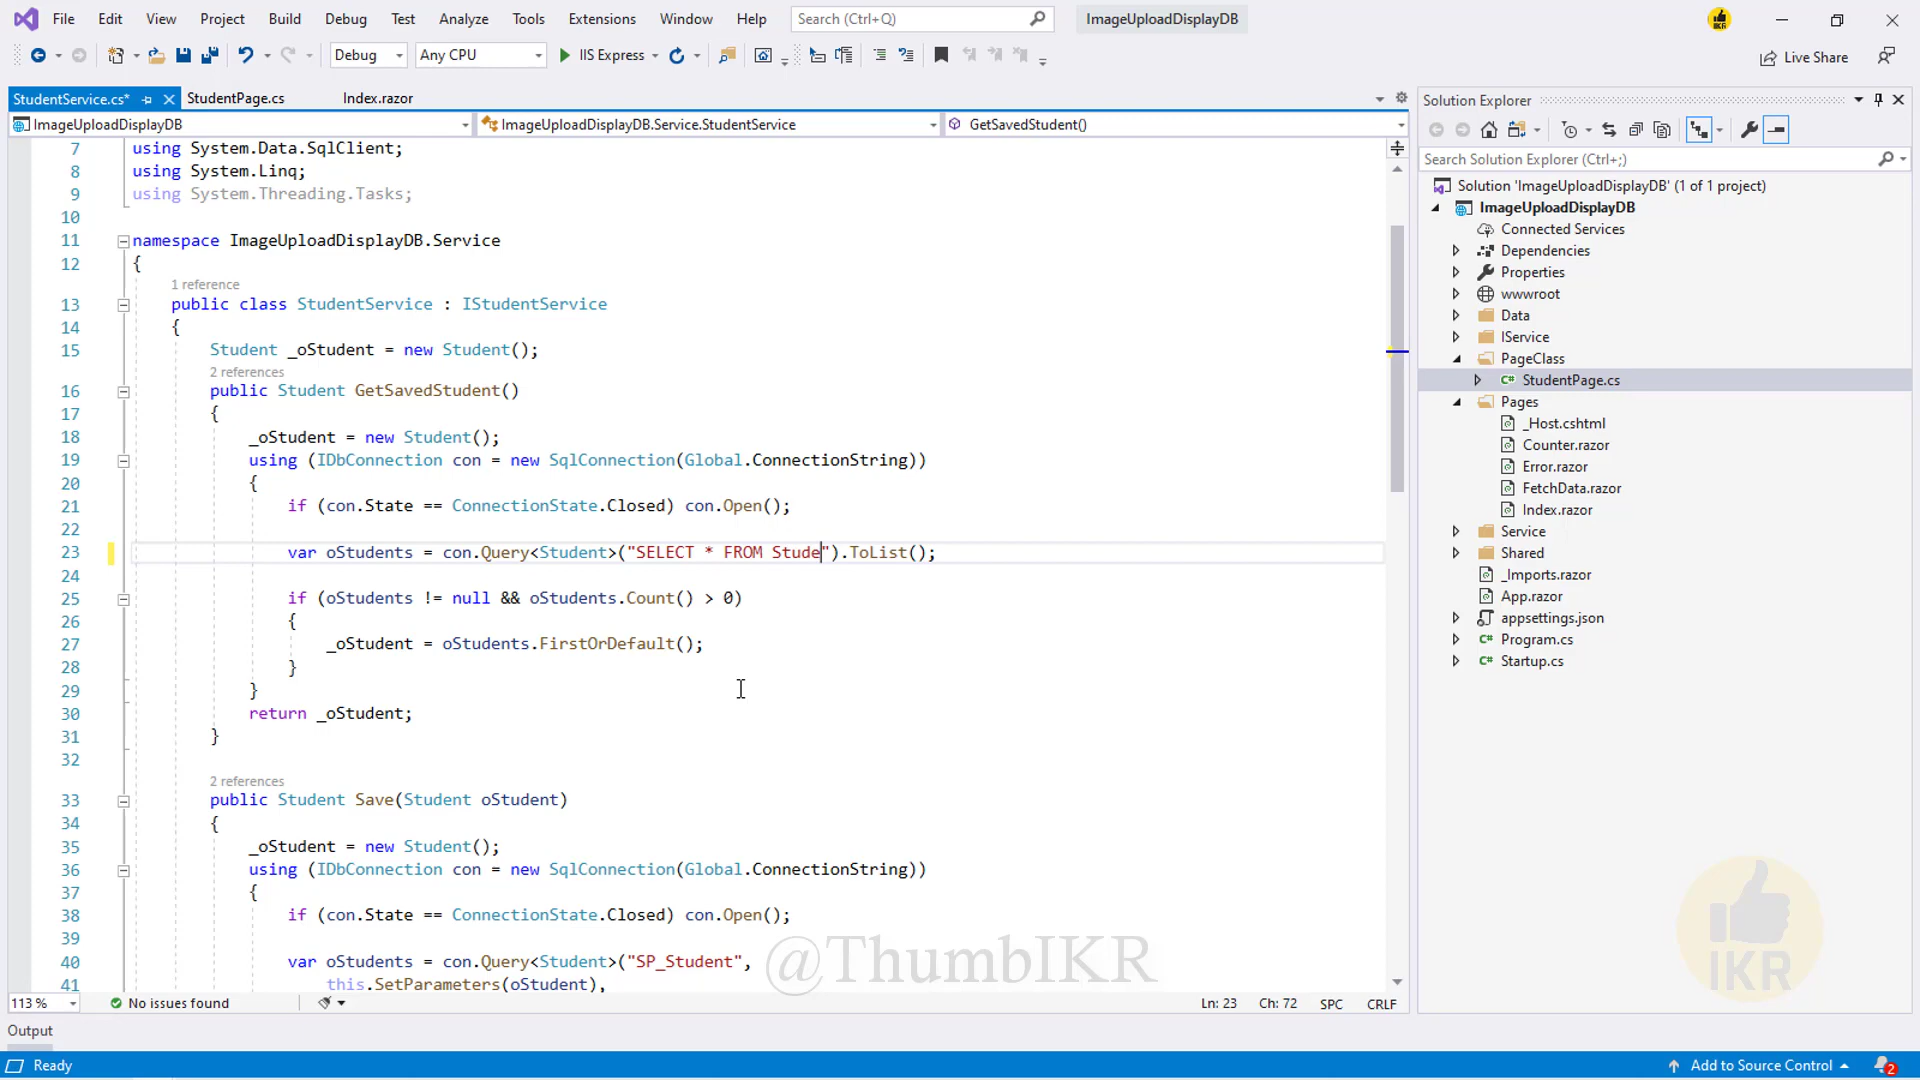 File Edit View Project Build Debug Test Analyze Tools Extensions Window Help Search (Ctrl+Q) ImageUploadDisplayDB IKR
Debug Any CPU IIS Express Live Share
StudentService.cs* StudentPage.cs Index.razor
ImageUploadDisplayDB ImageUploadDisplayDB.Service.StudentService GetSavedStudent()
7 using System.Data.SqlClient;
8 using System.Linq;
9 using System.Threading.Tasks;
10
11 namespace ImageUploadDisplayDB.Service
12 {
1 reference
13 public class StudentService : IStudentService
14 {
15 Student _oStudent = new Student();
2 references
16 public Student GetSavedStudent()
17 {
18 _oStudent = new Student();
19 using (IDbConnection con = new SqlConnection(Global.ConnectionString))
20 {
21 if (con.State == ConnectionState.Closed) con.Open();
22
23 var oStudents = con.Query<Student>("SELECT * FROM Stude").ToList();
24
25 if (oStudents != null && oStudents.Count() > 0)
26 {
27 _oStudent = oStudents.FirstOrDefault();
28 }
29 }
30 return _oStudent;
31 }
32
2 references
33 public Student Save(Student oStudent)
34 {
35 _oStudent = new Student();
36 using (IDbConnection con = new SqlConnection(Global.ConnectionString))
37 {
38 if (con.State == ConnectionState.Closed) con.Open();
39
40 var oStudents = con.Query<Student>("SP_Student",
41 this.SetParameters(oStudent),
@ThumbIKR
113 % No issues found Ln: 23 Ch: 72 SPC CRLF
Output
Ready Add to Source Control 2
Solution Explorer
Search Solution Explorer (Ctrl+;)
Solution 'ImageUploadDisplayDB' (1 of 1 project)
ImageUploadDisplayDB
Connected Services
Dependencies
Properties
wwwroot
Data
IService
PageClass
C# StudentPage.cs
Pages
_Host.cshtml
Counter.razor
Error.razor
FetchData.razor
Index.razor
Service
Shared
_Imports.razor
App.razor
appsettings.json
C# Program.cs
C# Startup.cs
IKR